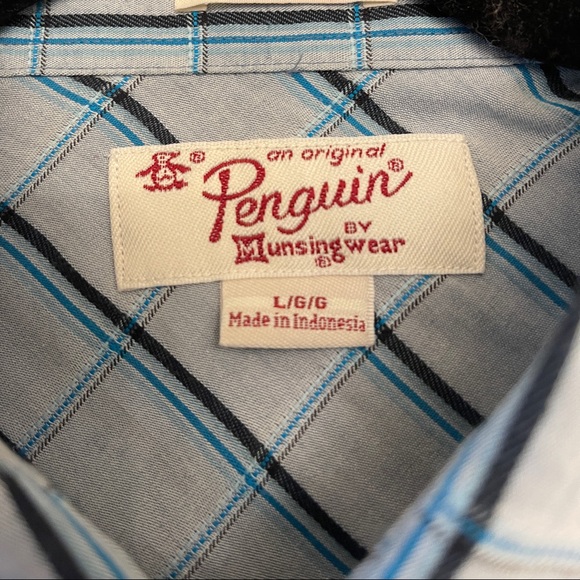 an original
Penguin®
BY
Munsingwear®
L/G/G
Made in Indonesia